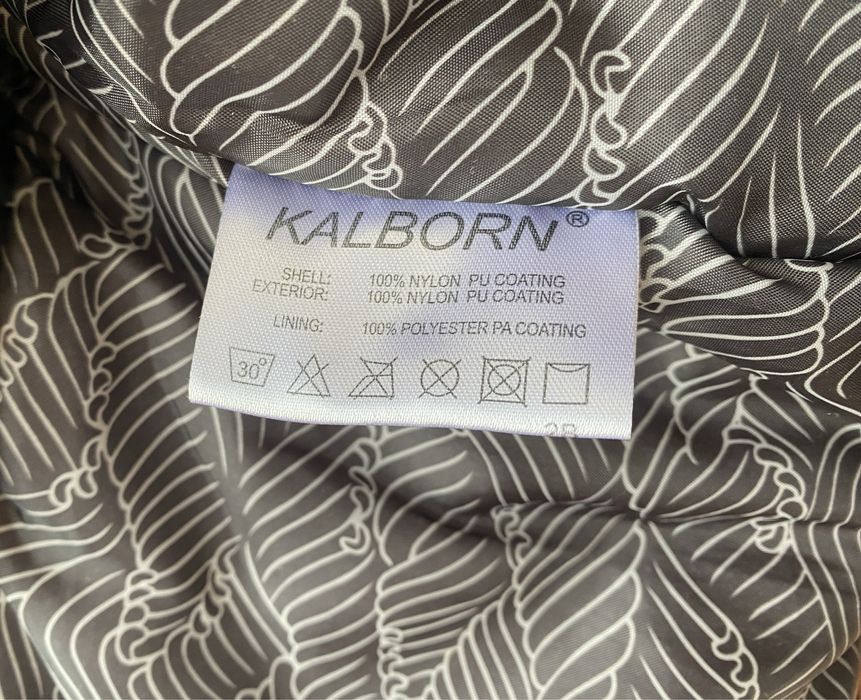 KALBORN®
SHELL: 100% NYLON PU COATING
EXTERIOR: 100% NYLON PU COATING
LINING: 100% POLYESTER PA COATING
30°